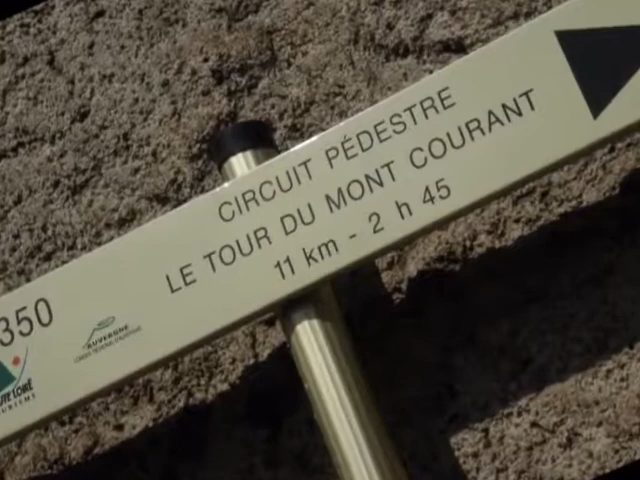 CIRCUIT PÉDESTRE
LE TOUR DU MONT COURANT
11 km - 2 h 45
350
AUVERGNE